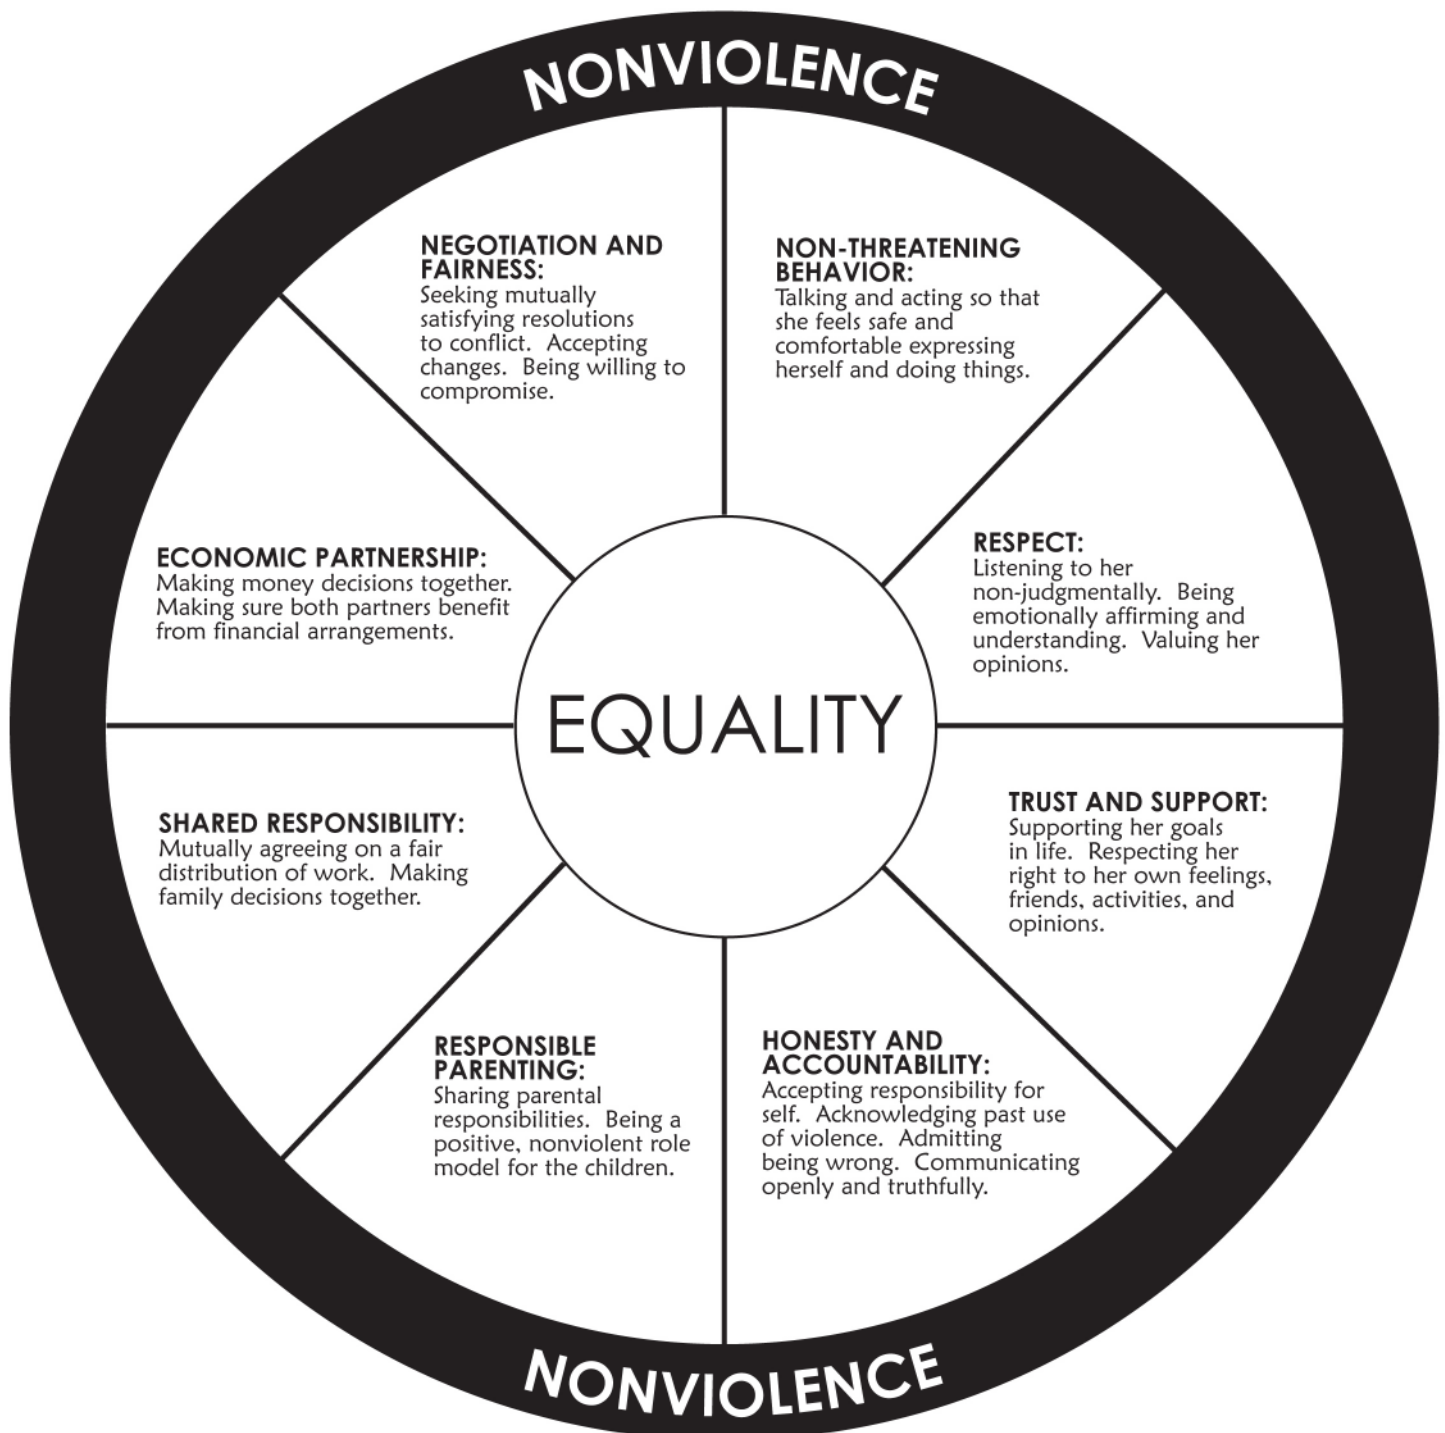 NONVIOLENCE
NEGOTIATION AND
FAIRNESS:
Seeking mutually
satisfying resolutions
to conflict. Accepting
changes. Being willing to
compromise.
NON-THREATENING
BEHAVIOR:
Talking and acting so that
she feels safe and
comfortable expressing
herself and doing things.
ECONOMIC PARTNERSHIP:
Making money decisions together.
Making sure both partners benefit
from financial arrangements.
RESPECT:
Listening to her
non-judgmentally. Being
emotionally affirming and
understanding. Valuing her
opinions.
EQUALITY
SHARED RESPONSIBILITY:
Mutually agreeing on a fair
distribution of work. Making
family decisions together.
TRUST AND SUPPORT:
Supporting her goals
in life. Respecting her
right to her own feelings,
friends, activities, and
opinions.
RESPONSIBLE
PARENTING:
Sharing parental
responsibilities. Being a
positive, nonviolent role
model for the children.
HONESTY AND
ACCOUNTABILITY:
Accepting responsibility for
self. Acknowledging past use
of violence. Admitting
being wrong. Communicating
openly and truthfully.
NONVIOLENCE